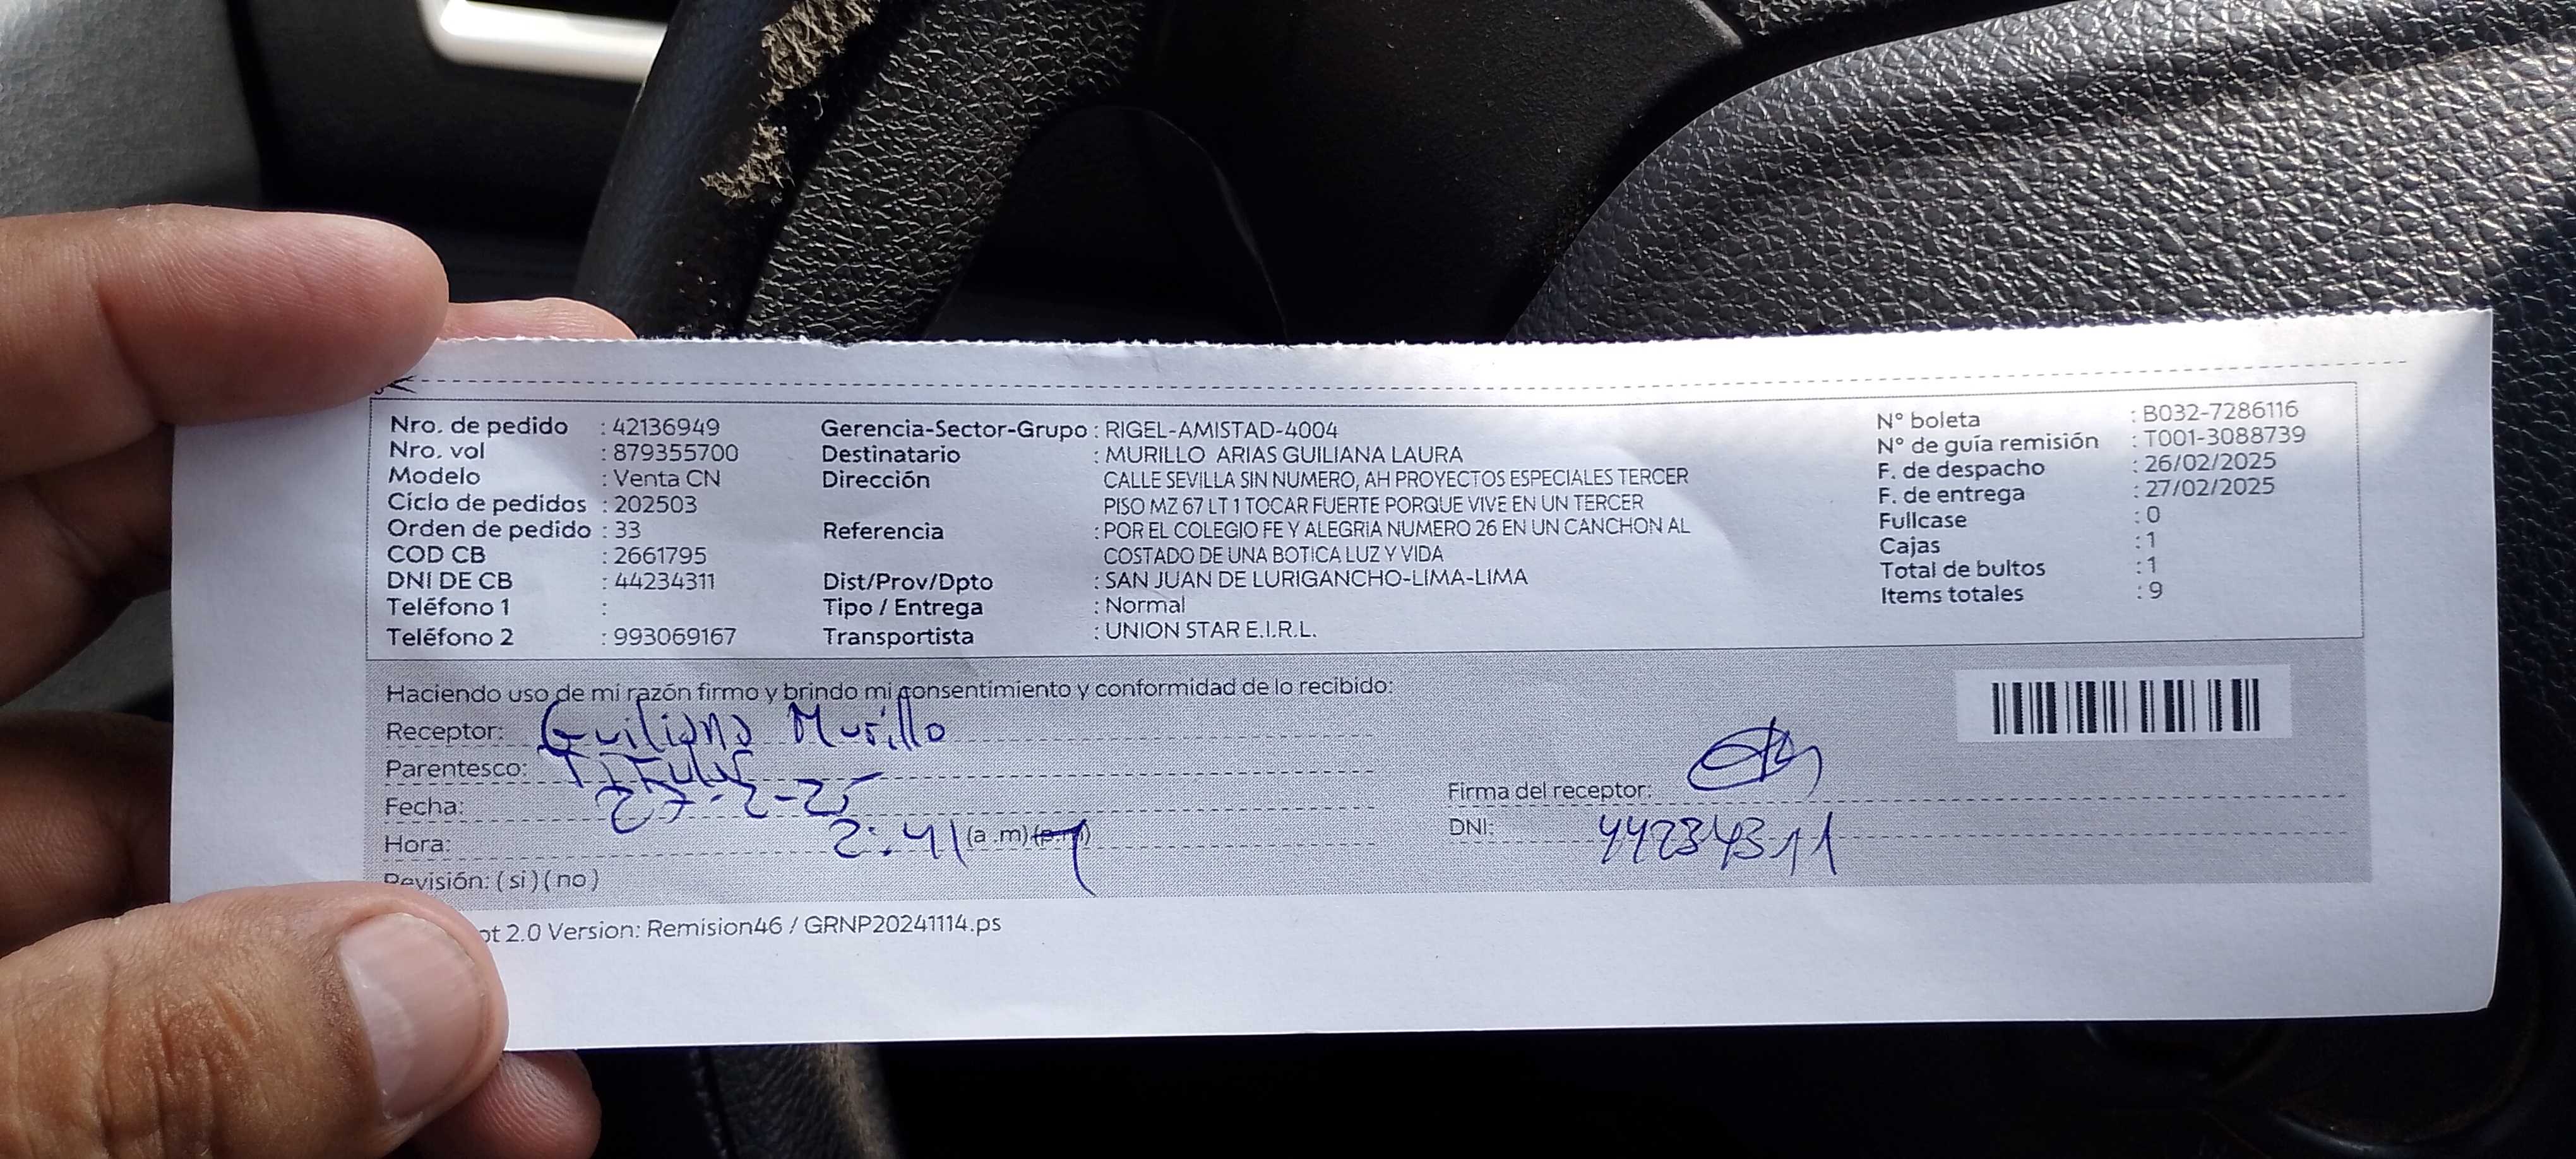 Nro. de pedido : 42136949
Nro. vol : 879355700
Modelo : Venta CN
Ciclo de pedidos : 202503
Orden de pedido : 33
COD CB : 2661795
DNI DE CB : 44234311
Teléfono 1 :
Teléfono 2 : 993069167
Gerencia-Sector-Grupo : RIGEL-AMISTAD-4004
Destinatario : MURILLO ARIAS GUILIANA LAURA
Dirección CALLE SEVILLA SIN NUMERO, AH PROYECTOS ESPECIALES TERCER
PISO MZ 67 LT 1 TOCAR FUERTE PORQUE VIVE EN UN TERCER
Referencia : POR EL COLEGIO FE Y ALEGRIA NUMERO 26 EN UN CANCHON AL
COSTADO DE UNA BOTICA LUZ Y VIDA
Dist/Prov/Dpto : SAN JUAN DE LURIGANCHO-LIMA-LIMA
Tipo / Entrega : Normal
Transportista : UNION STAR E.I.R.L.
N° boleta : B032-7286116
N° de guía remisión : T001-3088739
F. de despacho : 26/02/2025
F. de entrega : 27/02/2025
Fullcase : 0
Cajas : 1
Total de bultos : 1
Items totales : 9
Haciendo uso de mi razón firmo y brindo mi consentimiento y conformidad de lo recibido:
Receptor: Guiliana Murillo
Parentesco: Titular
Fecha: 27-2-25
Hora: 2:41 (a.m) (p.m)
Revisión: (si) (no)
Firma del receptor:
DNI: 44234311
ot 2.0 Version: Remision46 / GRNP20241114.ps